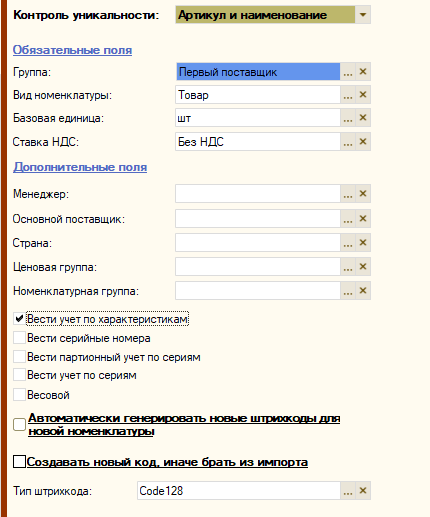 Контроль уникальности: Артикул и наименование
Обязательные поля
Группа: Первый поставщик ...
Вид номенклатуры: Товар ...
Базовая единица: шт ...
Ставка НДС: Без НДС ...
Дополнительные поля
Менеджер: ...
Основной поставщик: ...
Страна: ...
Ценовая группа: ...
Номенклатурная группа: ...
Вести учет по характеристикам
Вести серийные номера
Вести партионный учет по сериям
Вести учет по сериям
Весовой
Автоматически генерировать новые штрихкоды для
новой номенклатуры
Создавать новый код, иначе брать из импорта
Тип штрихкода: Code128 ...